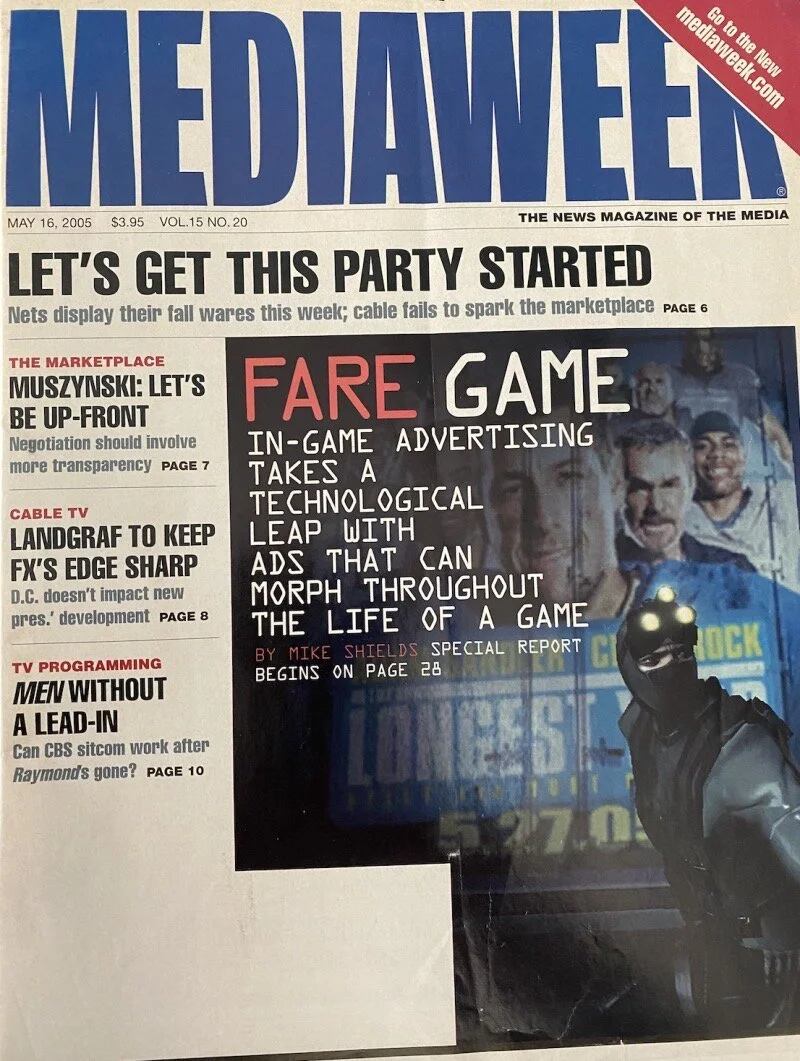 Go to the New
mediaweek.com
MEDIAWEEK
®
MAY 16, 2005 $3.95 VOL.15 NO. 20
THE NEWS MAGAZINE OF THE MEDIA
LET'S GET THIS PARTY STARTED
Nets display their fall wares this week; cable fails to spark the marketplace PAGE 6
THE MARKETPLACE
MUSZYNSKI: LET'S
BE UP-FRONT
Negotiation should involve
more transparency PAGE 7
CABLE TV
LANDGRAF TO KEEP
FX'S EDGE SHARP
D.C. doesn't impact new
pres.' development PAGE 8
TV PROGRAMMING
MEN WITHOUT
A LEAD-IN
Can CBS sitcom work after
Raymond's gone? PAGE 10
FARE GAME
IN-GAME ADVERTISING
TAKES A
TECHNOLOGICAL
LEAP WITH
ADS THAT CAN
MORPH THROUGHOUT
THE LIFE OF A GAME
BY MIKE SHIELDS SPECIAL REPORT
BEGINS ON PAGE 28
ROCK
LONGEST
5.27.0